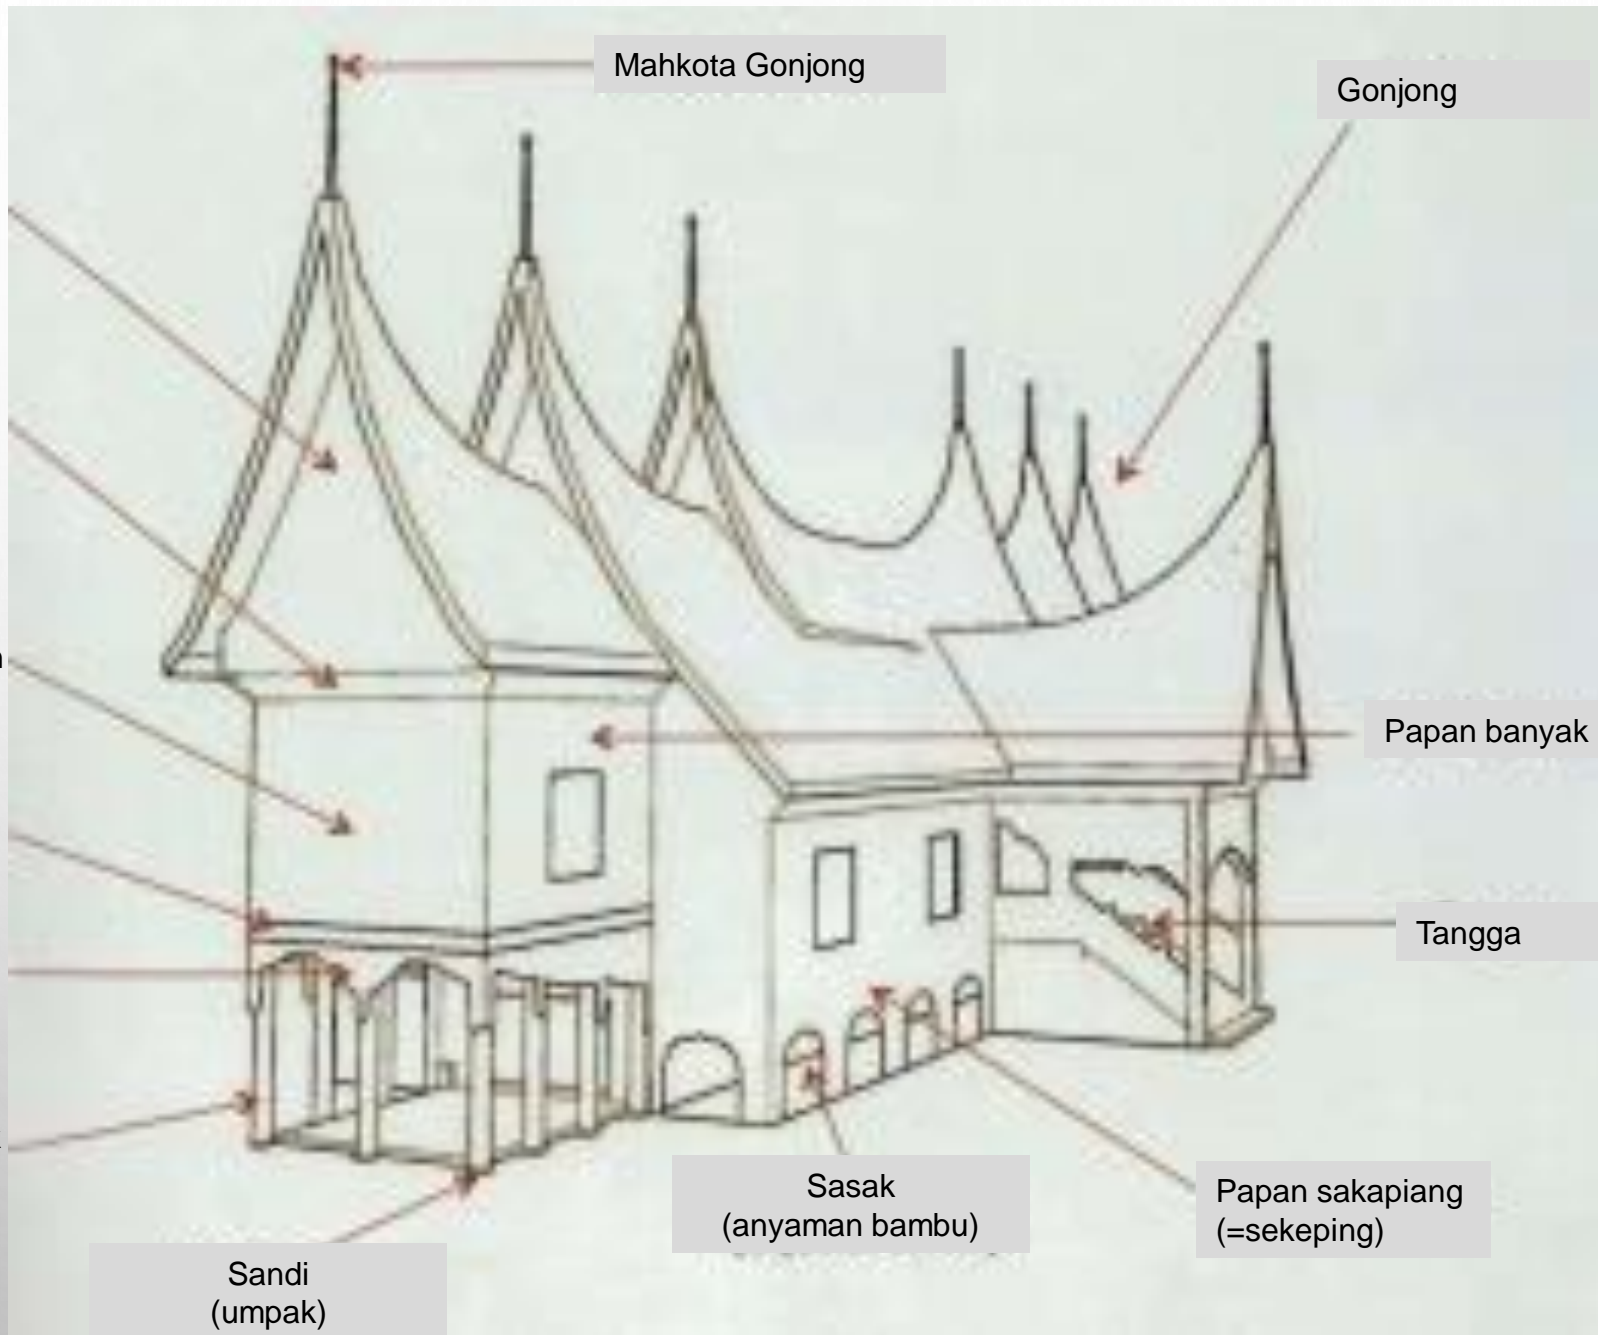 Mahkota Gonjong
Gonjong
Papan banyak
Tangga
Sasak
(anyaman bambu)
Papan sakapiang
(=sekeping)
Sandi
(umpak)